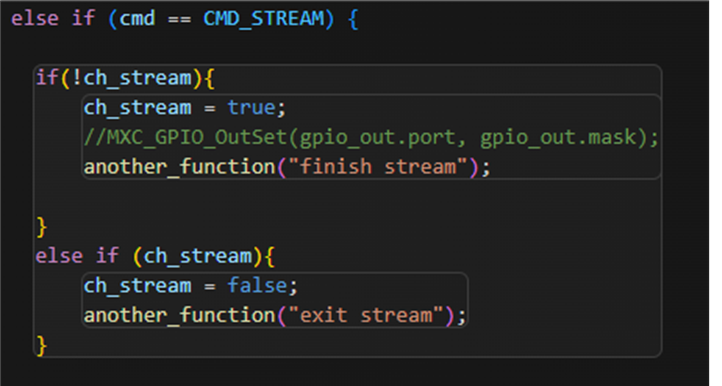 else if (cmd == CMD_STREAM) {
if(!ch_stream){
ch_stream = true;
//MXC_GPIO_OutSet(gpio_out.port, gpio_out.mask);
another_function("finish stream");
}
else if (ch_stream){
ch_stream = false;
another_function("exit stream");
}